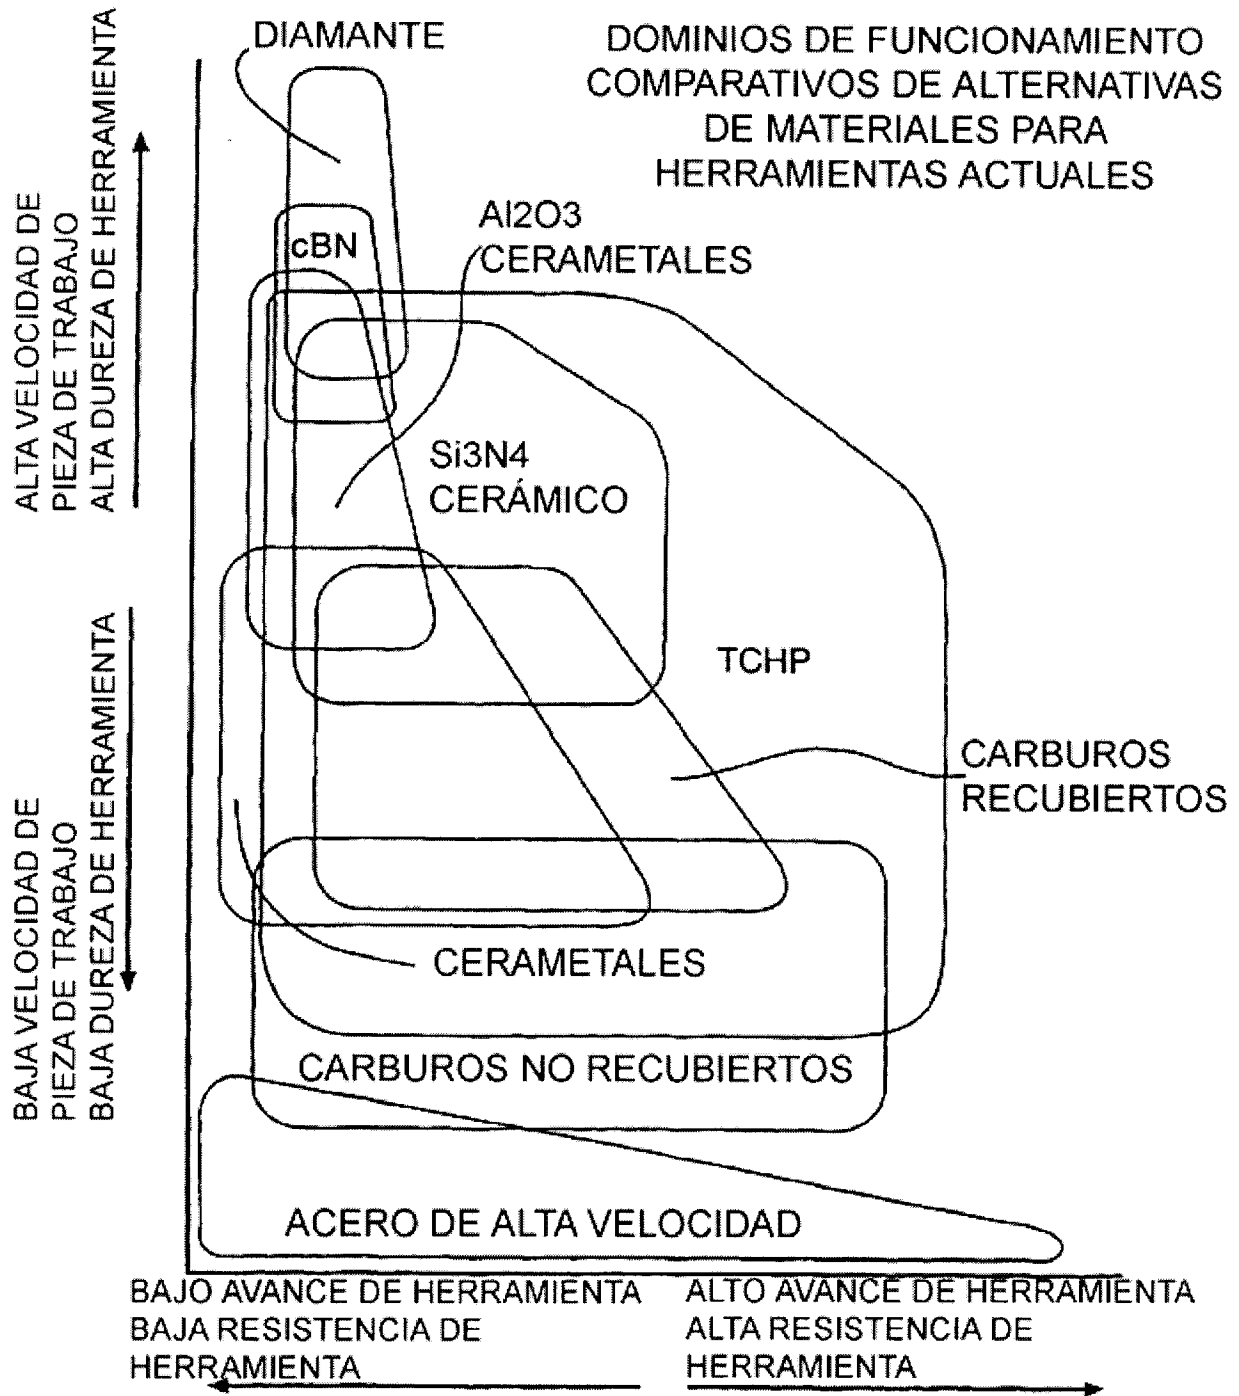 DIAMANTE
DOMINIOS DE FUNCIONAMIENTO
COMPARATIVOS DE ALTERNATIVAS
DE MATERIALES PARA
HERRAMIENTAS ACTUALES
ALTA VELOCIDAD DE
PIEZA DE TRABAJO
ALTA DUREZA DE HERRAMIENTA
Al2O3
CERAMETALES
cBN
Si3N4
CERÁMICO
TCHP
CARBUROS
RECUBIERTOS
BAJA VELOCIDAD DE
PIEZA DE TRABAJO
BAJA DUREZA DE HERRAMIENTA
CERAMETALES
CARBUROS NO RECUBIERTOS
ACERO DE ALTA VELOCIDAD
BAJO AVANCE DE HERRAMIENTA
BAJA RESISTENCIA DE
HERRAMIENTA
ALTO AVANCE DE HERRAMIENTA
ALTA RESISTENCIA DE
HERRAMIENTA